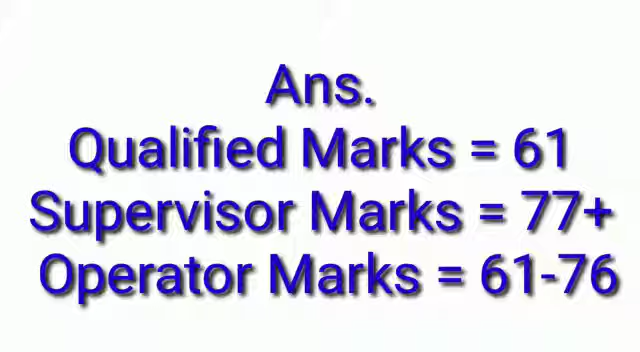 Ans.
Qualified Marks = 61
Supervisor Marks = 77+
Operator Marks = 61-76